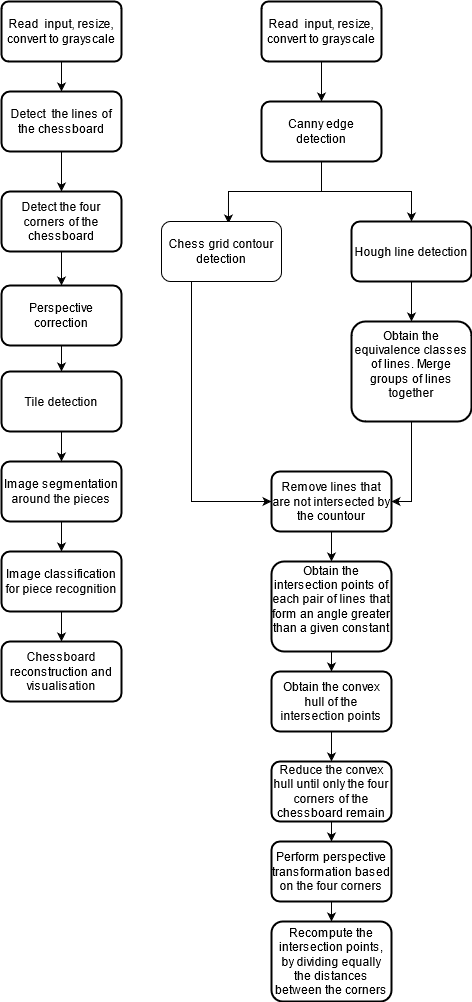 Read input, resize,
convert to grayscale
Detect the lines of
the chessboard
Detect the four
corners of the
chessboard
Perspective
correction
Tile detection
Image segmentation
around the pieces
Image classification
for piece recognition
Chessboard
reconstruction and
visualisation
Read input, resize,
convert to grayscale
Canny edge
detection
Chess grid contour
detection
Hough line detection
Obtain the
equivalence classes
of lines. Merge
groups of lines
together
Remove lines that
are not intersected by
the countour
Obtain the
intersection points of
each pair of lines that
form an angle greater
than a given constant
Obtain the convex
hull of the
intersection points
Reduce the convex
hull until only the four
corners of the
chessboard remain
Perform perspective
transformation based
on the four corners
Recompute the
intersection points,
by dividing equally
the distances
between the corners